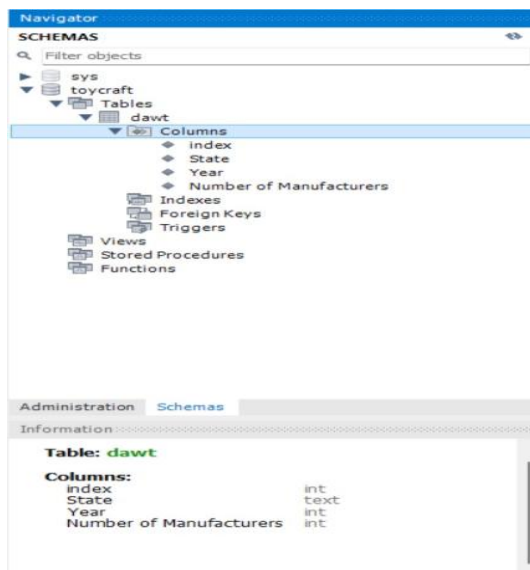 Navigator
SCHEMAS
Filter objects
sys
toycraft
Tables
dawt
Columns
index
State
Year
Number of Manufacturers
Indexes
Foreign Keys
Triggers
Views
Stored Procedures
Functions
Administration Schemas
Information
Table: dawt
Columns:
index int
State text
Year int
Number of Manufacturers int